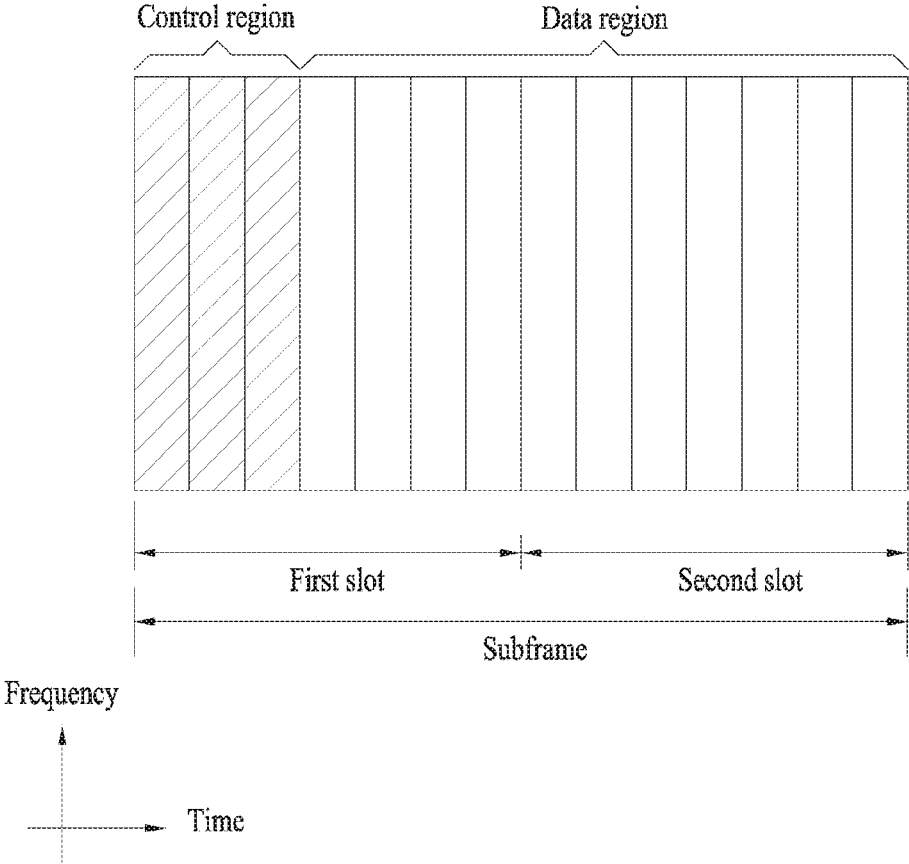 Control region
Data region
First slot
Second slot
Subframe
Frequency
Time